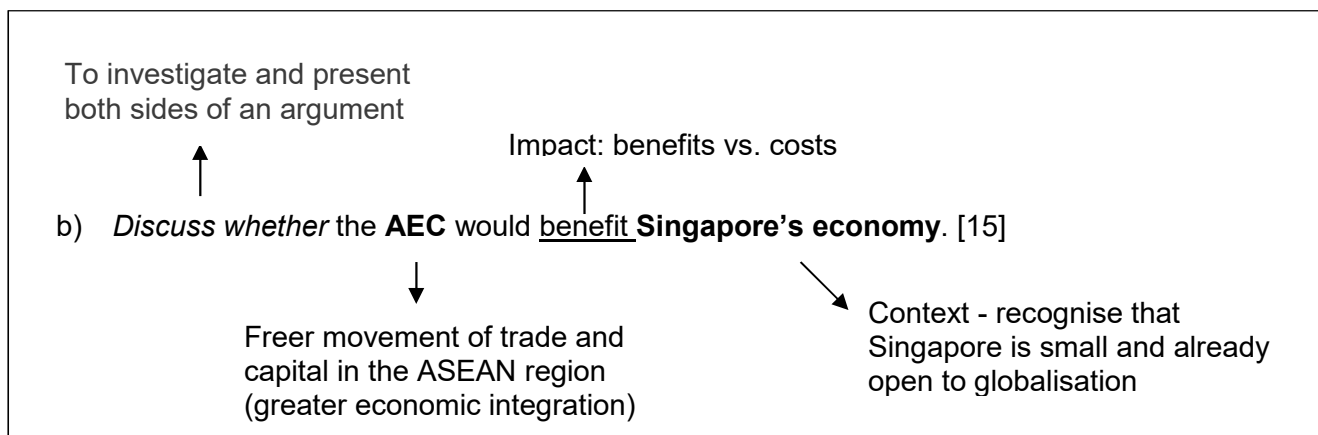 To investigate and present
both sides of an argument
Impact: benefits vs. costs
b) Discuss whether the AEC would benefit Singapore’s economy. [15]
Freer movement of trade and
capital in the ASEAN region
(greater economic integration)
Context - recognise that
Singapore is small and already
open to globalisation